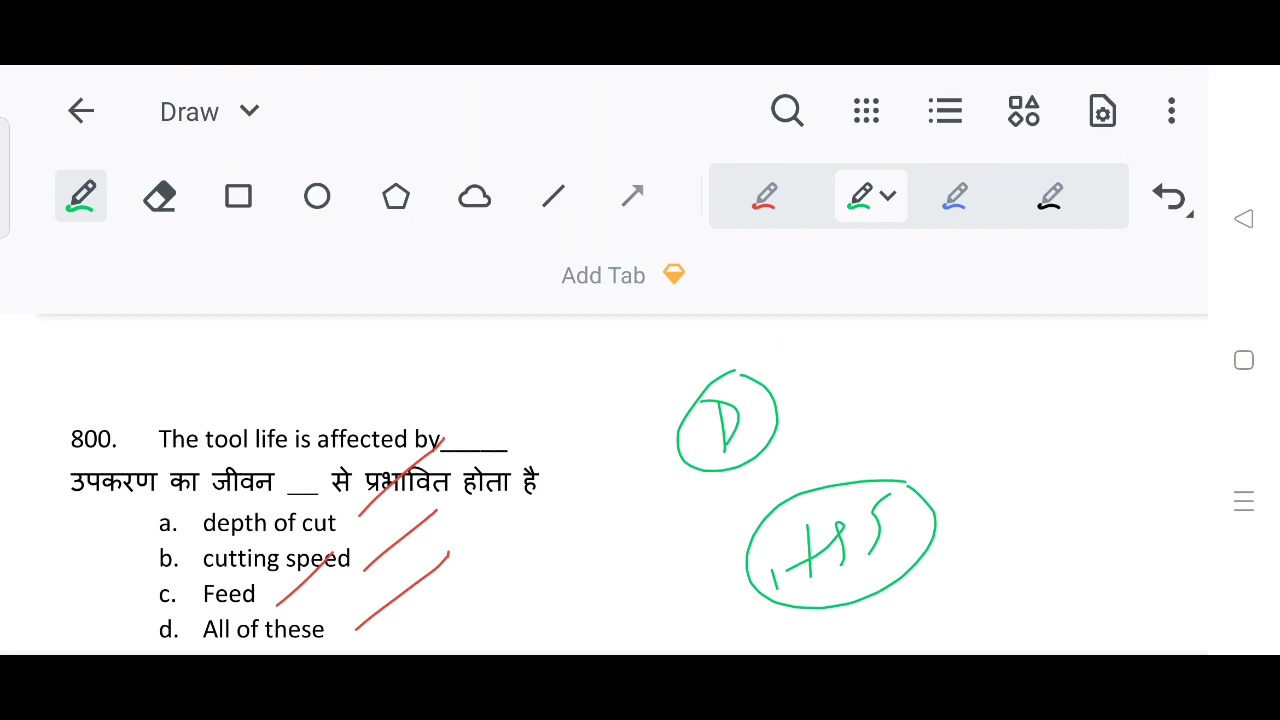 Draw
Add Tab
D
800. The tool life is affected by_____
उपकरण का जीवन __ से प्रभावित होता है
a. depth of cut
b. cutting speed
c. Feed
d. All of these